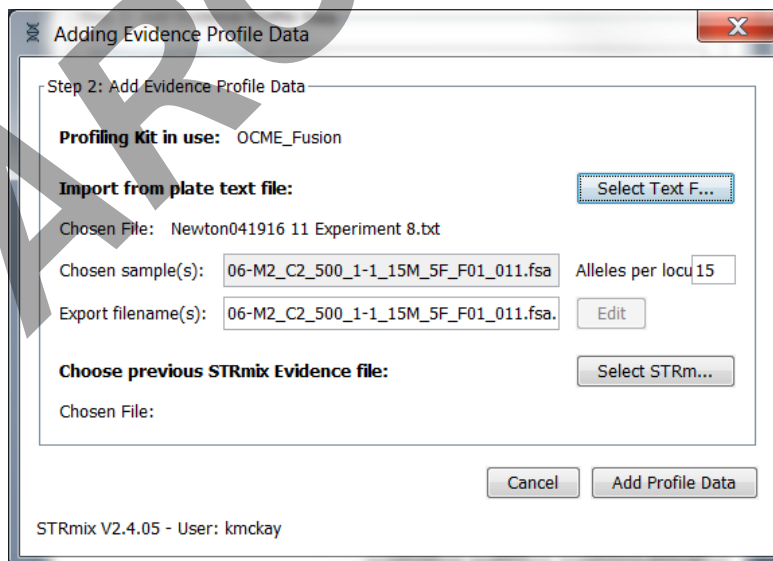 Adding Evidence Profile Data
X
Step 2: Add Evidence Profile Data
Profiling Kit in use: OCME_Fusion
Import from plate text file: Select Text F...
Chosen File: Newton041916 11 Experiment 8.txt
Chosen sample(s): 06-M2_C2_500_1-1_15M_5F_F01_011.fsa Alleles per locu 15
Export filename(s): 06-M2_C2_500_1-1_15M_5F_F01_011.fsa. Edit
Choose previous STRmix Evidence file: Select STRm...
Chosen File:
Cancel Add Profile Data
STRmix V2.4.05 - User: kmckay